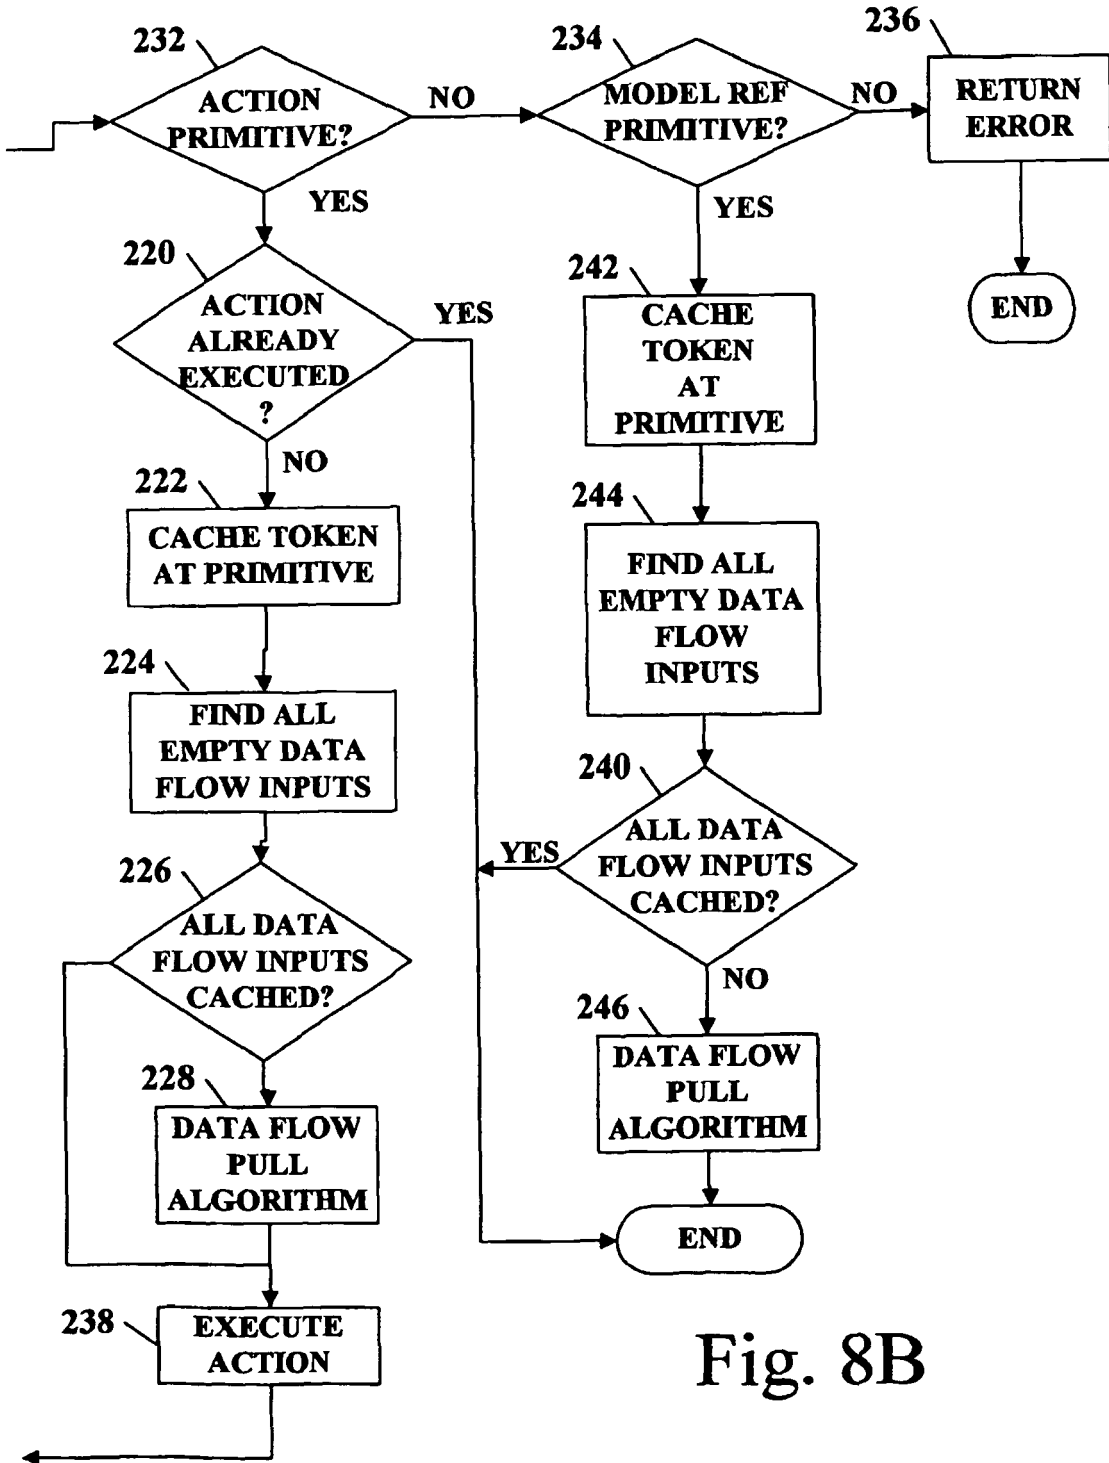 232
ACTION
PRIMITIVE?
NO
YES
234
MODEL REF
PRIMITIVE?
NO
YES
236
RETURN
ERROR
END
220
ACTION
ALREADY
EXECUTED
?
YES
NO
222
CACHE TOKEN
AT PRIMITIVE
224
FIND ALL
EMPTY DATA
FLOW INPUTS
226
ALL DATA
FLOW INPUTS
CACHED?
228
DATA FLOW
PULL
ALGORITHM
238
EXECUTE
ACTION
242
CACHE
TOKEN
AT
PRIMITIVE
244
FIND ALL
EMPTY DATA
FLOW
INPUTS
240
ALL DATA
FLOW INPUTS
CACHED?
YES
NO
246
DATA FLOW
PULL
ALGORITHM
END
Fig. 8B